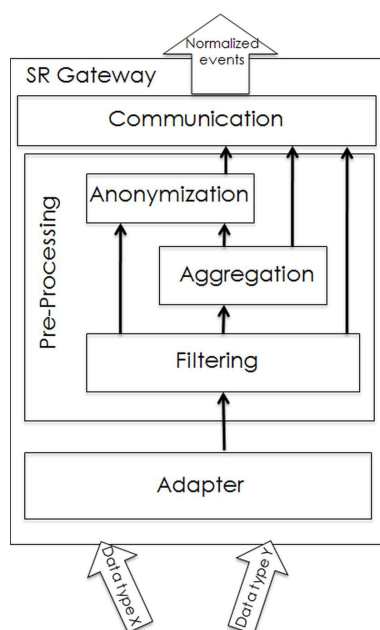 Normalized
events
SR Gateway
Communication
Pre-Processing
Anonymization
Aggregation
Filtering
Adapter
Data type X
Data type Y